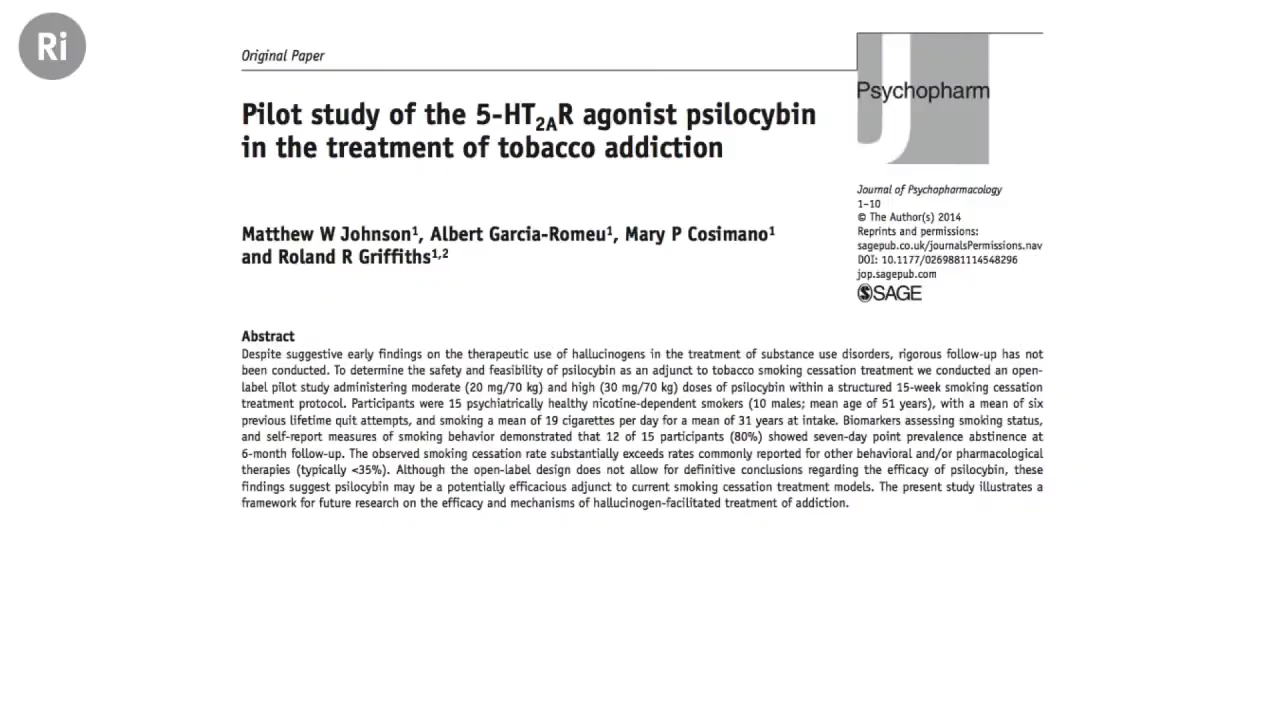 Ri
Original Paper
Psychopharm
Pilot study of the 5-HT2AR agonist psilocybin
in the treatment of tobacco addiction
Journal of Psychopharmacology
1–10
© The Author(s) 2014
Reprints and permissions:
sagepub.co.uk/journalsPermissions.nav
DOI: 10.1177/0269881114548296
jop.sagepub.com
SAGE
Matthew W Johnson1, Albert Garcia-Romeu1, Mary P Cosimano1
and Roland R Griffiths1,2
Abstract
Despite suggestive early findings on the therapeutic use of hallucinogens in the treatment of substance use disorders, rigorous follow-up has not
been conducted. To determine the safety and feasibility of psilocybin as an adjunct to tobacco smoking cessation treatment we conducted an open-
label pilot study administering moderate (20 mg/70 kg) and high (30 mg/70 kg) doses of psilocybin within a structured 15-week smoking cessation
treatment protocol. Participants were 15 psychiatrically healthy nicotine-dependent smokers (10 males; mean age of 51 years), with a mean of six
previous lifetime quit attempts, and smoking a mean of 19 cigarettes per day for a mean of 31 years at intake. Biomarkers assessing smoking status,
and self-report measures of smoking behavior demonstrated that 12 of 15 participants (80%) showed seven-day point prevalence abstinence at
6-month follow-up. The observed smoking cessation rate substantially exceeds rates commonly reported for other behavioral and/or pharmacological
therapies (typically <35%). Although the open-label design does not allow for definitive conclusions regarding the efficacy of psilocybin, these
findings suggest psilocybin may be a potentially efficacious adjunct to current smoking cessation treatment models. The present study illustrates a
framework for future research on the efficacy and mechanisms of hallucinogen-facilitated treatment of addiction.